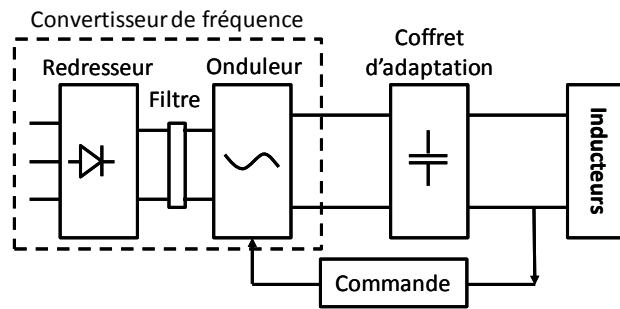 Convertisseur de fréquence
Redresseur
Filtre
Onduleur
Coffret
d'adaptation
Inducteurs
Commande